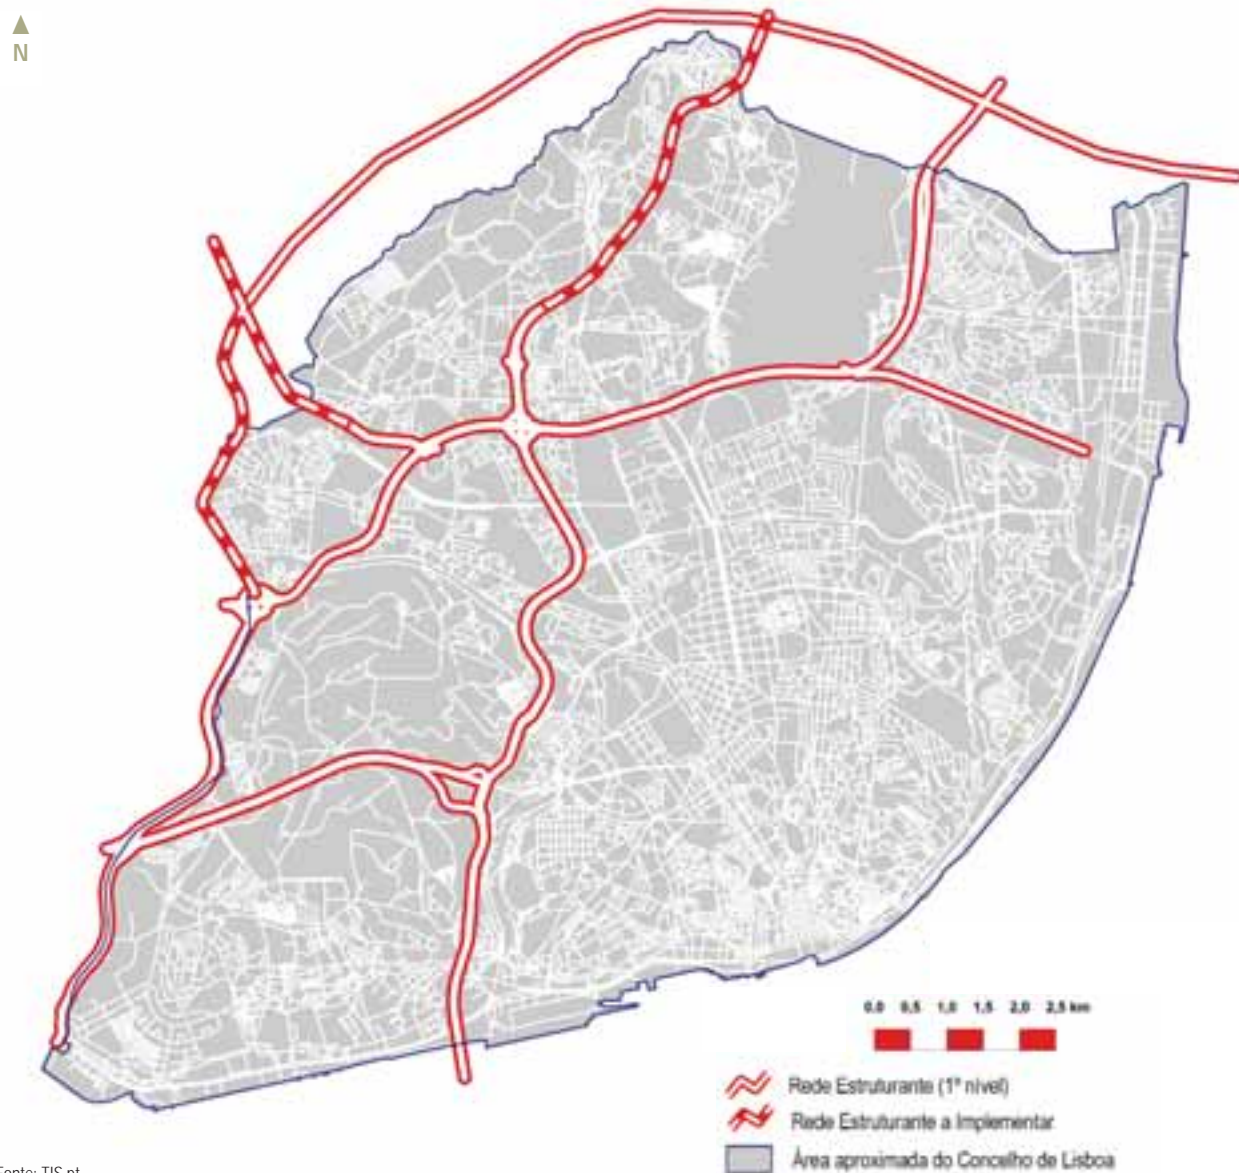 N
0.0 0,5 1,0 1,5 2,0 2,5 km
Rede Estruturante (1º nível)
Rede Estruturante a Implementar
Área aproximada do Concelho de Lisboa
Fonte: TIS.pt